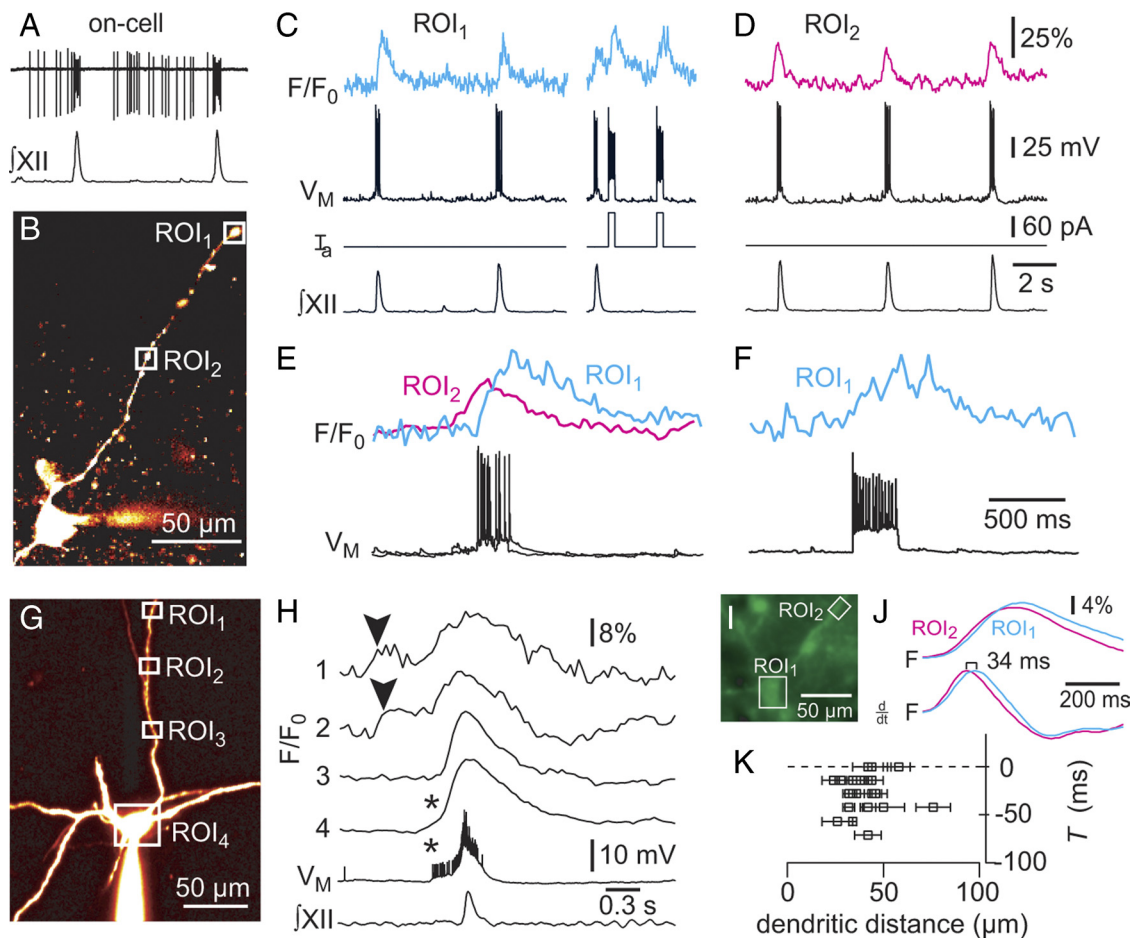 A
on-cell
∫XII
B
ROI1
ROI2
50 µm
C
ROI1
F/F0
VM
Ia
∫XII
D
ROI2
25%
25 mV
60 pA
2 s
E
ROI2
ROI1
F/F0
VM
F
ROI1
500 ms
G
ROI1
ROI2
ROI3
ROI4
50 µm
H
8%
1
2
3
4
F/F0
*
*
VM
10 mV
0.3 s
∫XII
I
ROI2
ROI1
50 µm
J
4%
ROI2
ROI1
F
34 ms
d/dt F
200 ms
K
0
-50
-100
T (ms)
0
50
100
dendritic distance (µm)